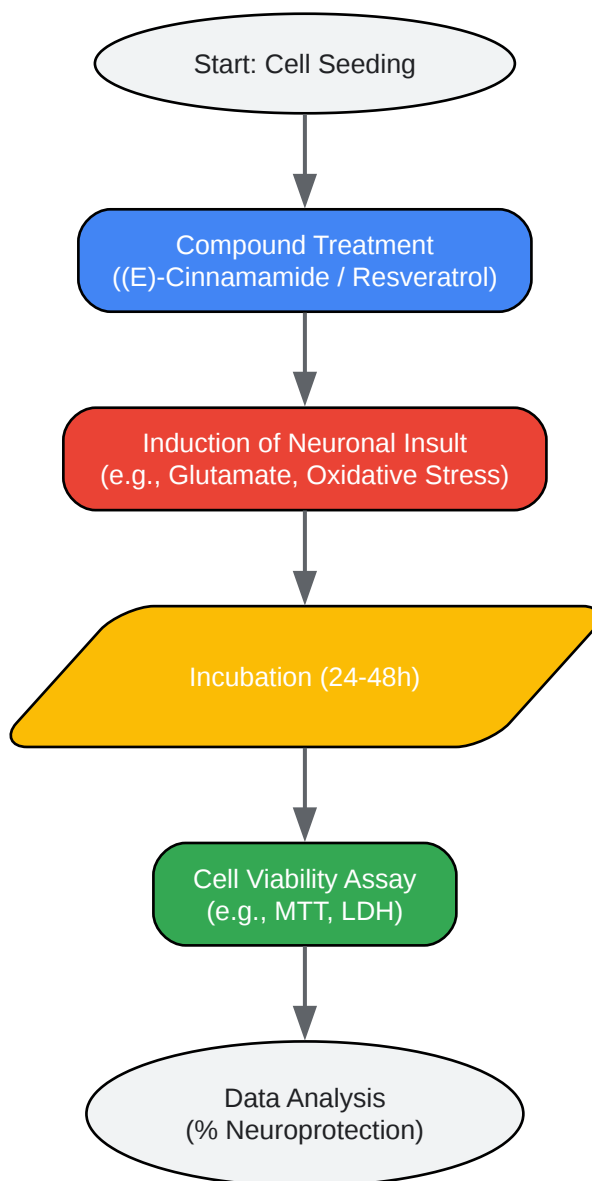 Start: Cell Seeding
Compound Treatment
((E)-Cinnamamide / Resveratrol)
Induction of Neuronal Insult
(e.g., Glutamate, Oxidative Stress)
Incubation (24-48h)
Cell Viability Assay
(e.g., MTT, LDH)
Data Analysis
(% Neuroprotection)